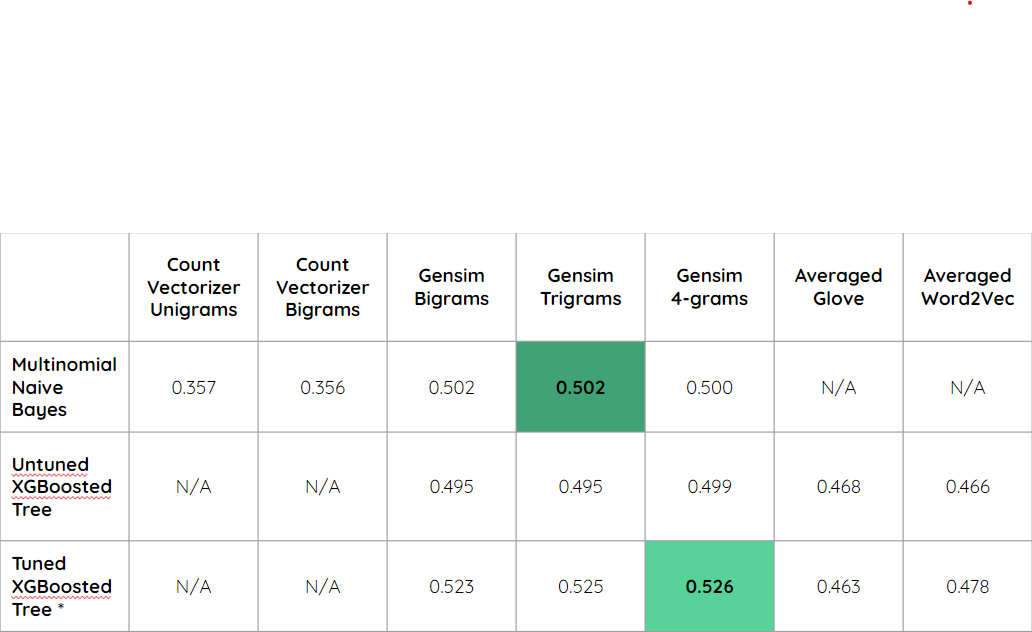 Count
Vectorizer
Unigrams
Count
Vectorizer
Bigrams
Gensim
Bigrams
Gensim
Trigrams
Gensim
4-grams
Averaged
Glove
Averaged
Word2Vec
Multinomial
Naive
Bayes
0.357
0.356
0.502
0.502
0.500
N/A
N/A
Untuned
XGBoosted
Tree
N/A
N/A
0.495
0.495
0.499
0.468
0.466
Tuned
XGBoosted
Tree *
N/A
N/A
0.523
0.525
0.526
0.463
0.478